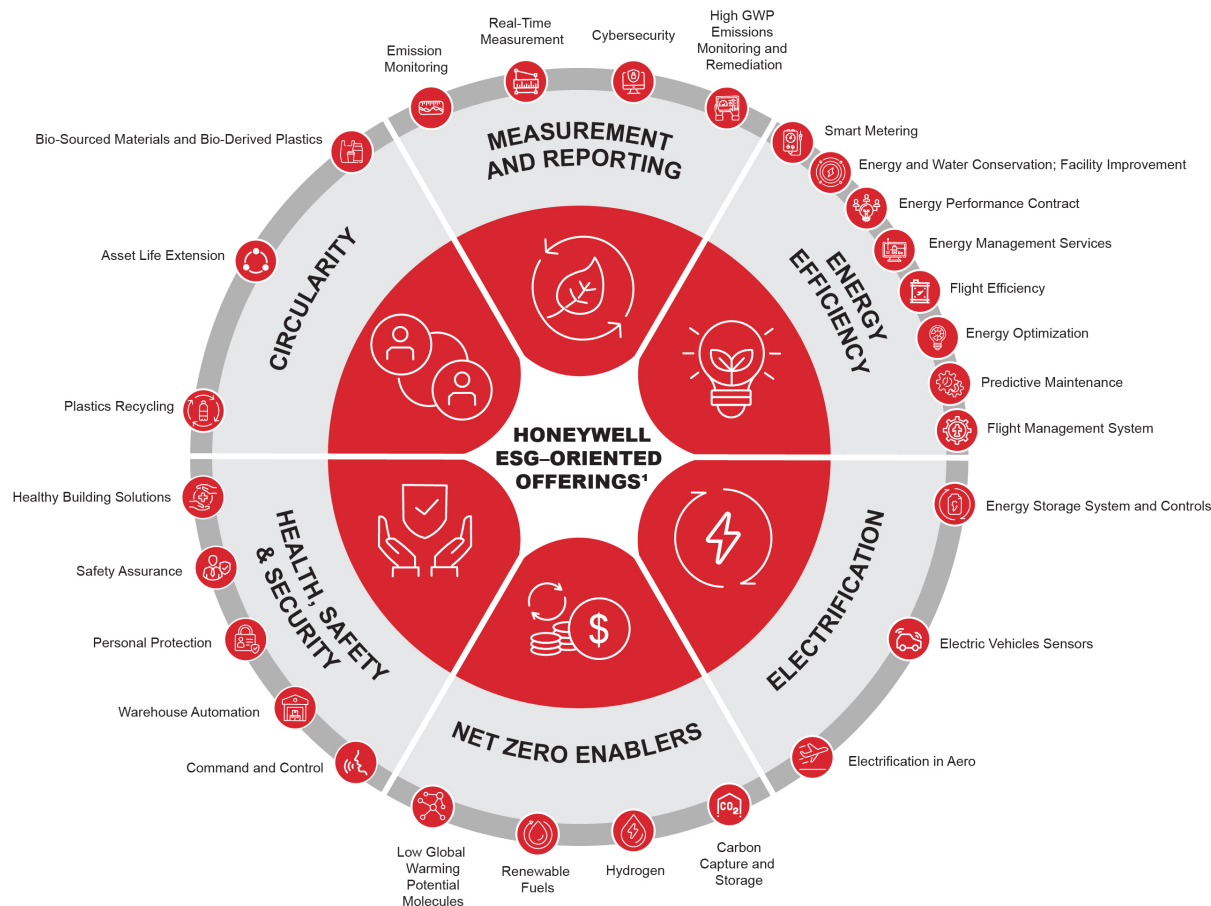 HONEYWELL
ESG–ORIENTED
OFFERINGS¹
MEASUREMENT
AND REPORTING
Emission
Monitoring
Real-Time
Measurement
Cybersecurity
High GWP
Emissions
Monitoring and
Remediation
ENERGY
EFFICIENCY
Smart Metering
Energy and Water Conservation; Facility Improvement
Energy Performance Contract
Energy Management Services
Flight Efficiency
Energy Optimization
Predictive Maintenance
Flight Management System
ELECTRIFICATION
Energy Storage System and Controls
Electric Vehicles Sensors
Electrification in Aero
NET ZERO ENABLERS
Carbon
Capture and
Storage
CO2
Hydrogen
Renewable
Fuels
Low Global
Warming
Potential
Molecules
$
HEALTH, SAFETY
& SECURITY
Command and Control
Warehouse Automation
Personal Protection
Safety Assurance
Healthy Building Solutions
CIRCULARITY
Plastics Recycling
Asset Life Extension
Bio-Sourced Materials and Bio-Derived Plastics